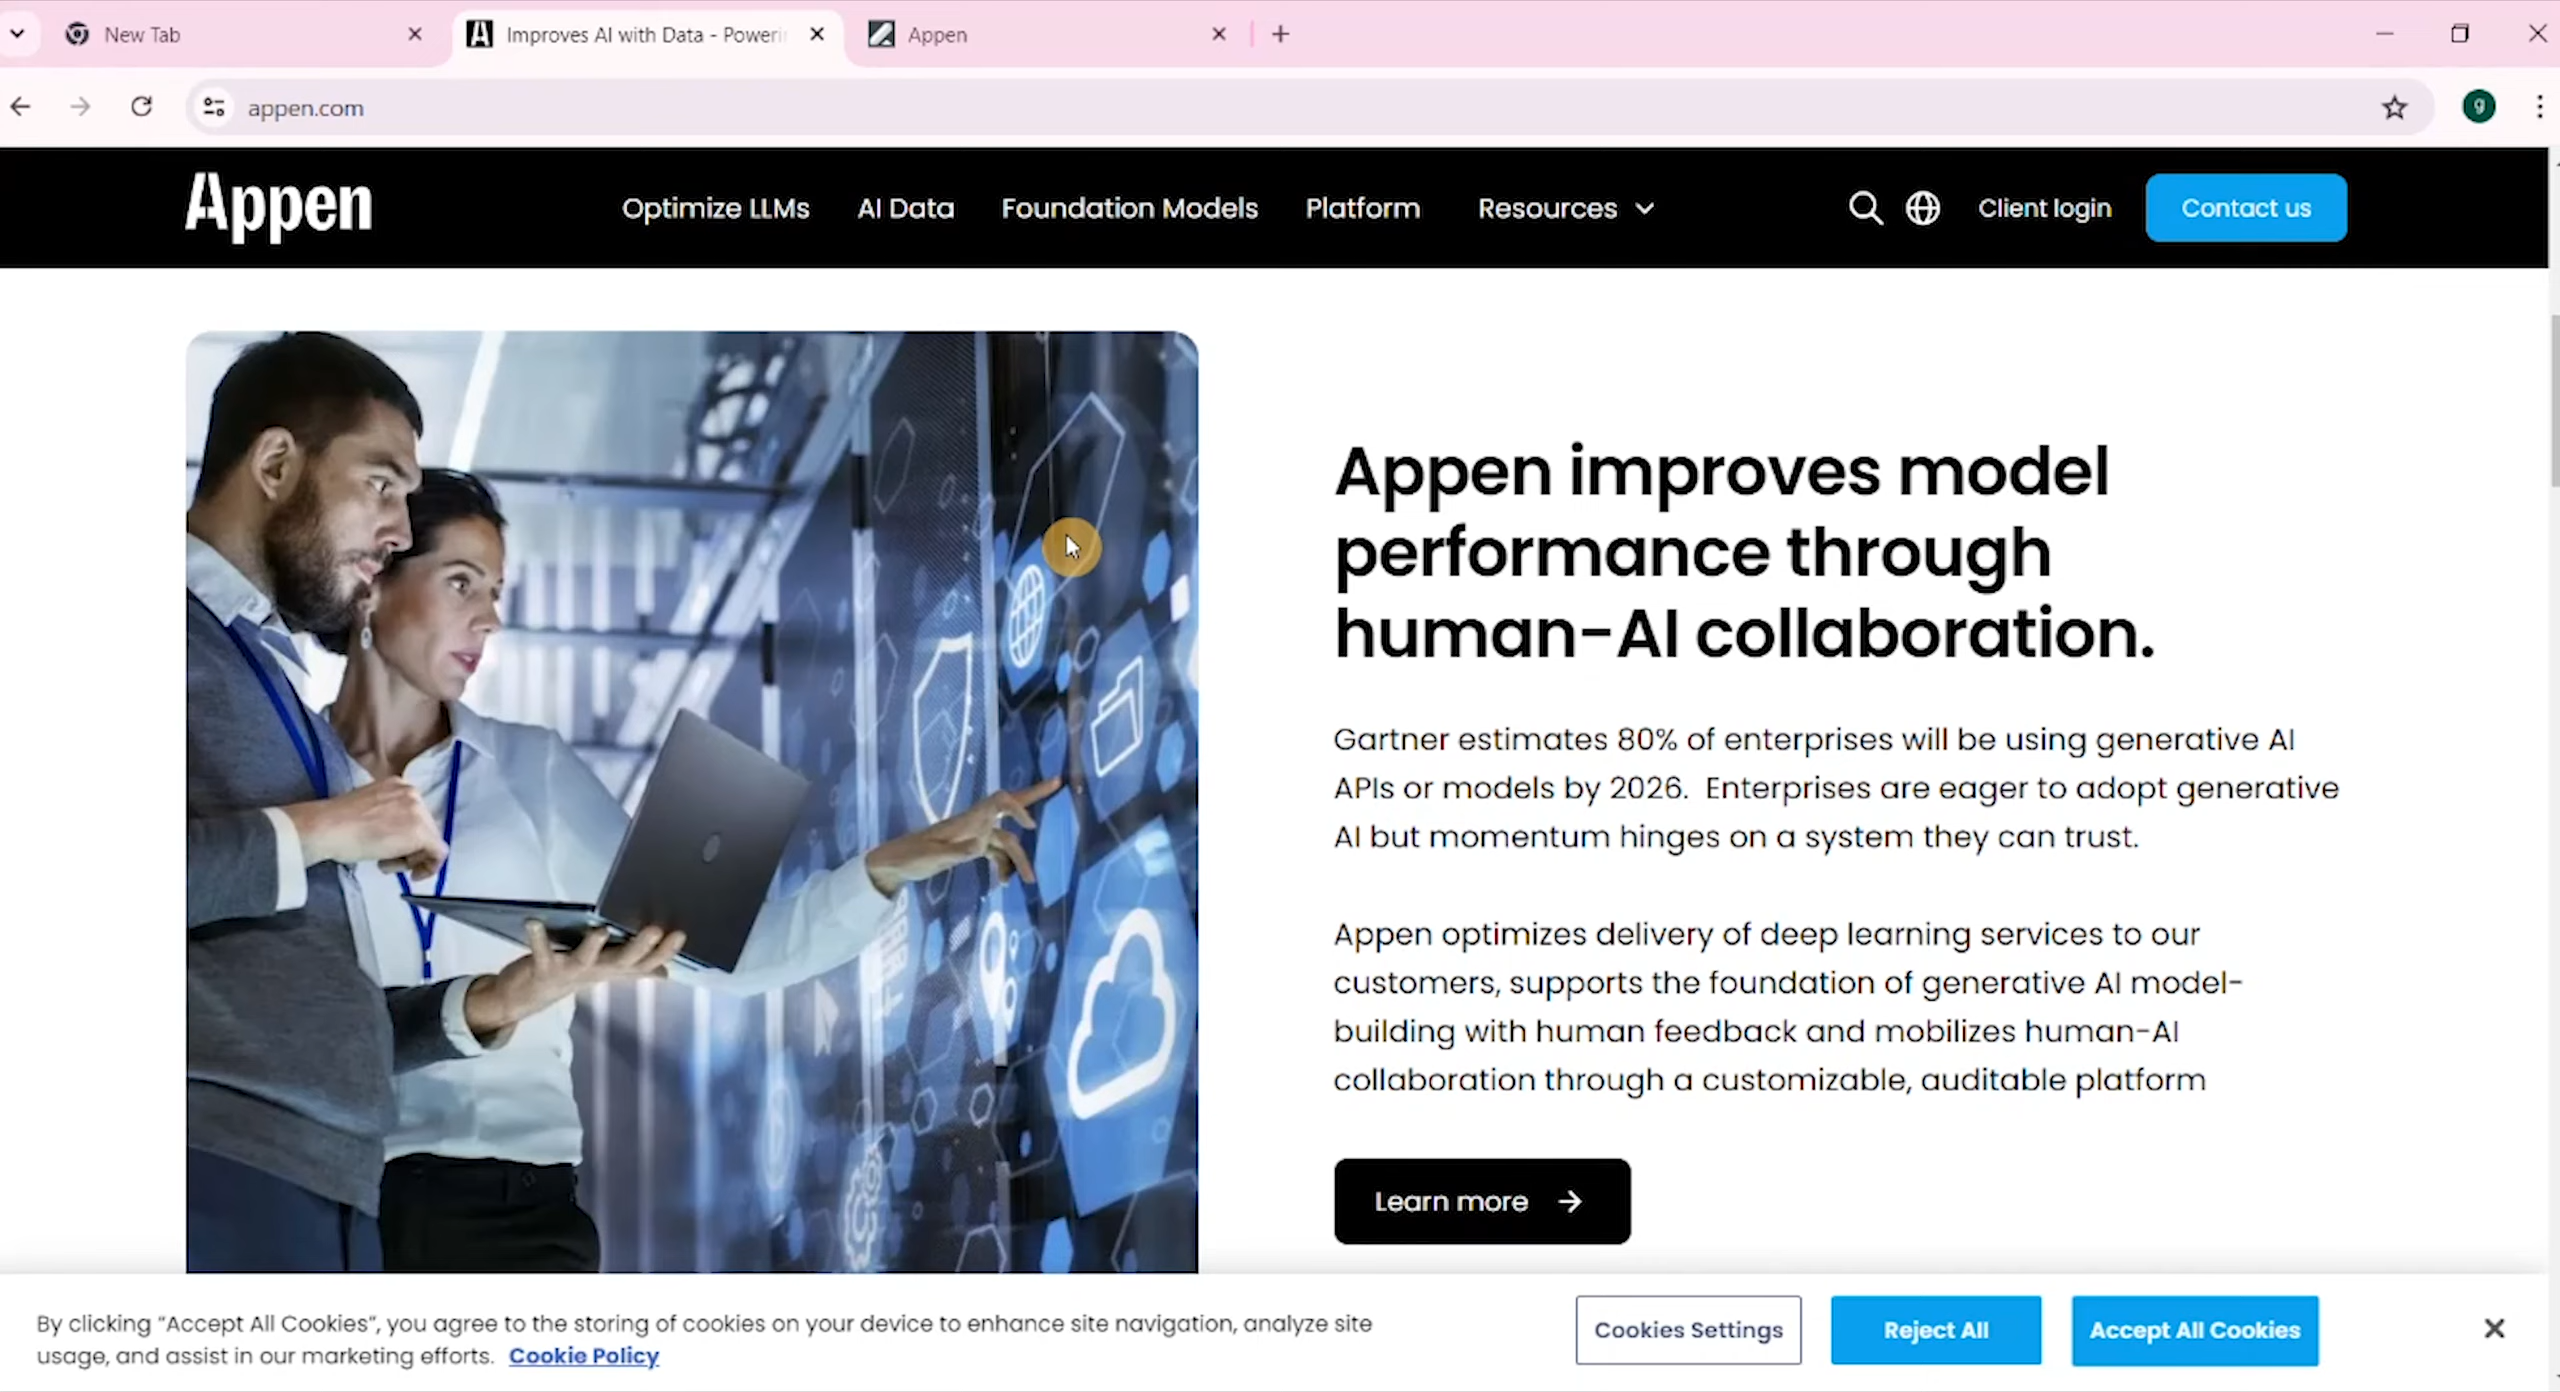 New Tab
Improves AI with Data - Poweri
Appen
appen.com
g
Appen
Optimize LLMs
AI Data
Foundation Models
Platform
Resources
Client login
Contact us
Appen improves model
performance through
human-AI collaboration.
Gartner estimates 80% of enterprises will be using generative AI
APIs or models by 2026. Enterprises are eager to adopt generative
AI but momentum hinges on a system they can trust.
Appen optimizes delivery of deep learning services to our
customers, supports the foundation of generative AI model-
building with human feedback and mobilizes human-AI
collaboration through a customizable, auditable platform
Learn more
By clicking “Accept All Cookies”, you agree to the storing of cookies on your device to enhance site navigation, analyze site
usage, and assist in our marketing efforts. Cookie Policy
Cookies Settings
Reject All
Accept All Cookies